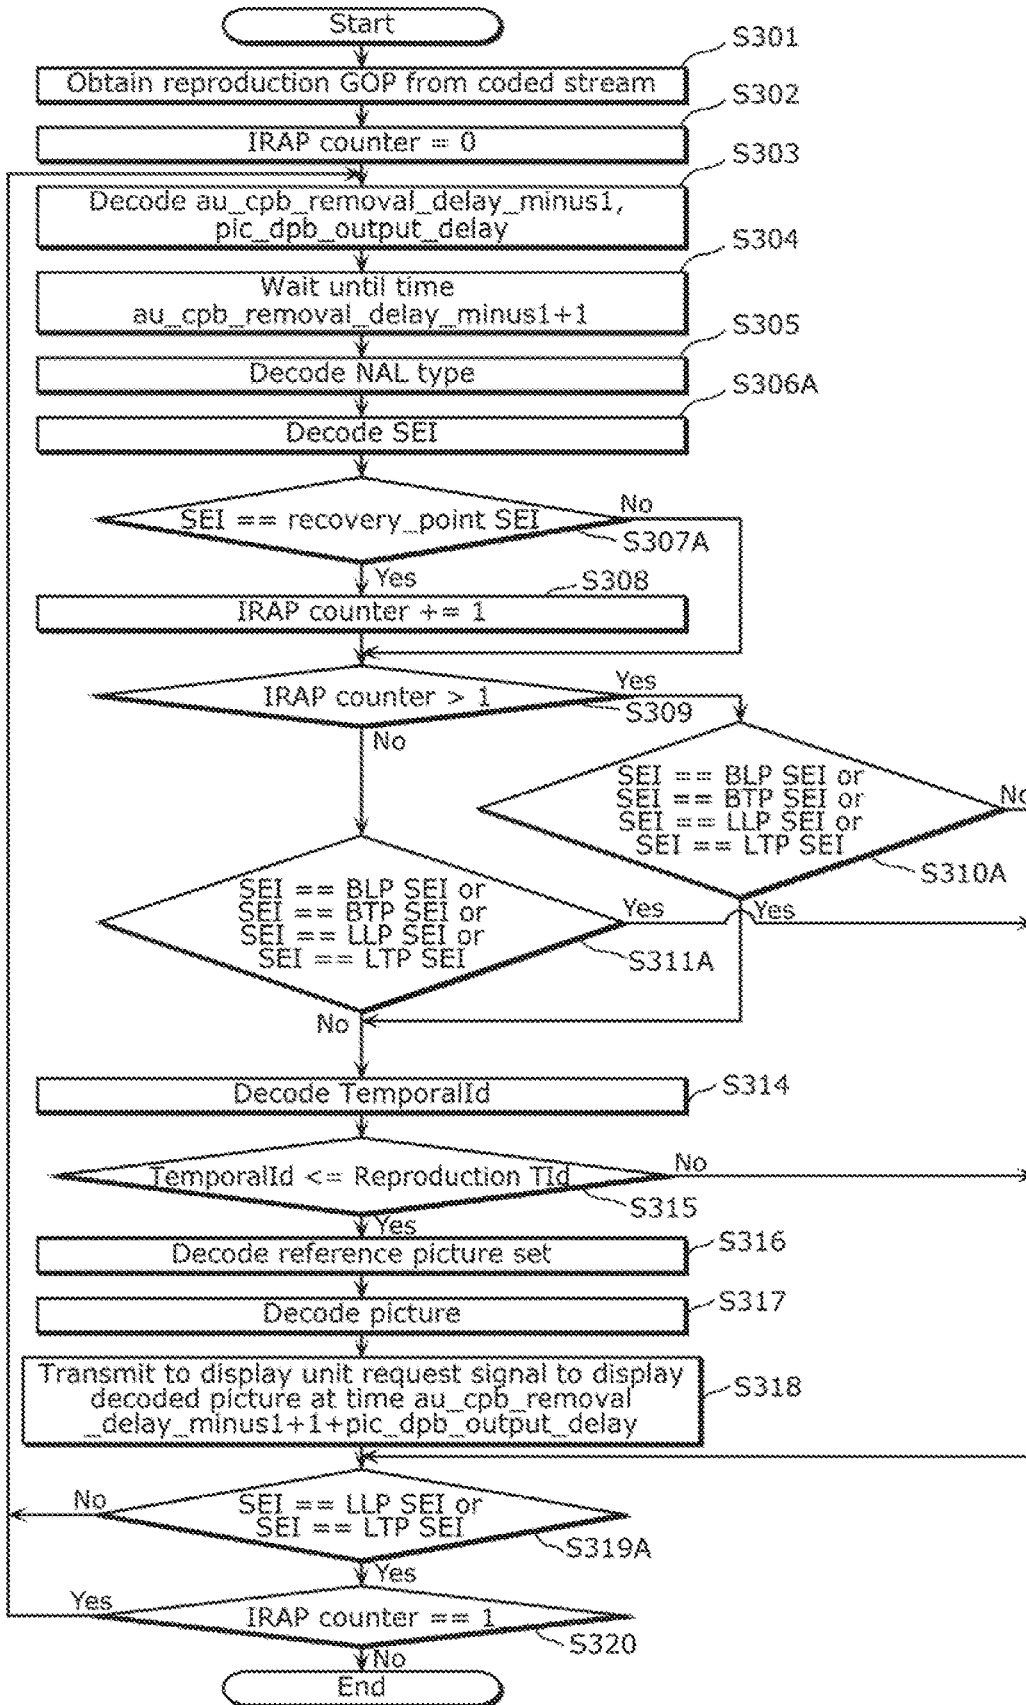 Start
S301
Obtain reproduction GOP from coded stream
S302
IRAP counter = 0
S303
Decode au_cpb_removal_delay_minus1,
pic_dpb_output_delay
S304
Wait until time
au_cpb_removal_delay_minus1+1
S305
Decode NAL type
S306A
Decode SEI
SEI == recovery_point SEI
No
S307A
Yes
S308
IRAP counter += 1
IRAP counter > 1
Yes
S309
No
SEI == BLP SEI or
SEI == BTP SEI or
SEI == LLP SEI or
SEI == LTP SEI
No
S310A
Yes
SEI == BLP SEI or
SEI == BTP SEI or
SEI == LLP SEI or
SEI == LTP SEI
Yes
S311A
No
Decode TemporalId
S314
TemporalId <= Reproduction TId
No
S315
Yes
Decode reference picture set
S316
Decode picture
S317
Transmit to display unit request signal to display
decoded picture at time au_cpb_removal
_delay_minus1+1+pic_dpb_output_delay
S318
No
SEI == LLP SEI or
SEI == LTP SEI
S319A
Yes
Yes
IRAP counter == 1
S320
No
End